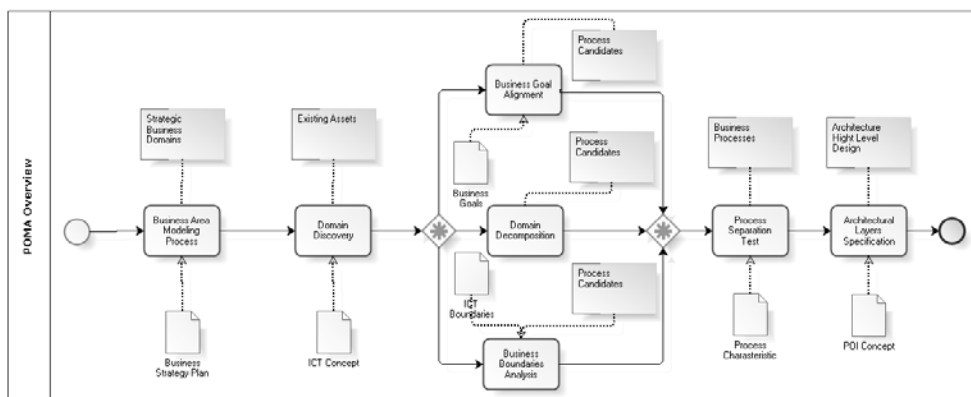 POMA Overview
Strategic
Business
Domains
Business Area
Modeling
Process
Business
Strategy Plan
Existing Assets
Domain
Discovery
ICT Concept
Process
Candidates
Business Goal
Alignment
Business
Goals
Process
Candidates
Domain
Decomposition
ICT
Boundaries
Process
Candidates
Business
Boundaries
Analysis
Business
Processes
Process
Separation
Test
Process
Charasteristic
Architecture
Hight Level
Design
Architectural
Layers
Specification
POI Concept